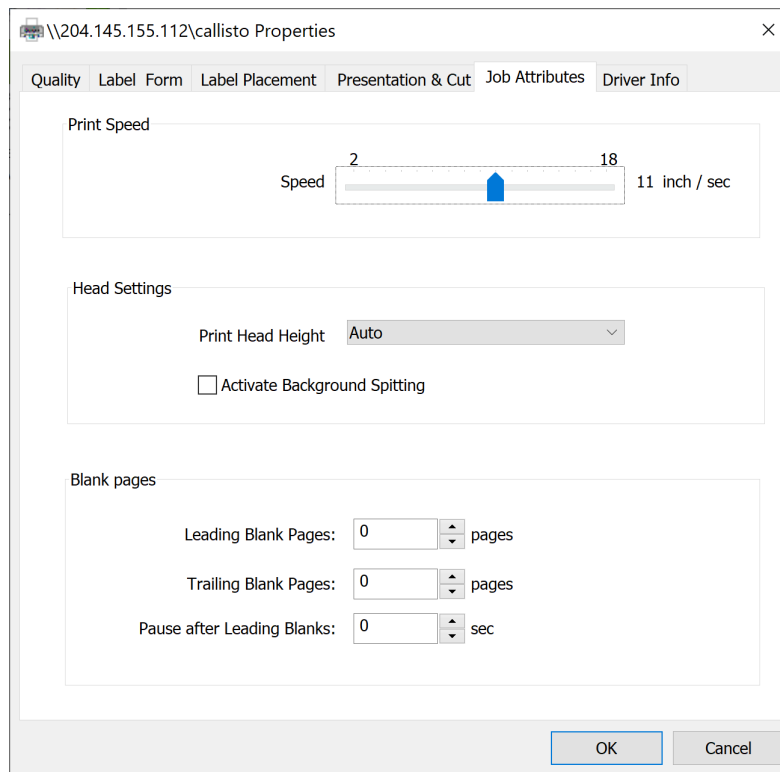 \\204.145.155.112\callisto Properties
Quality Label Form Label Placement Presentation & Cut Job Attributes Driver Info
Print Speed
2 18
Speed 11 inch / sec
Head Settings
Print Head Height Auto
Activate Background Spitting
Blank pages
Leading Blank Pages: 0 pages
Trailing Blank Pages: 0 pages
Pause after Leading Blanks: 0 sec
OK Cancel